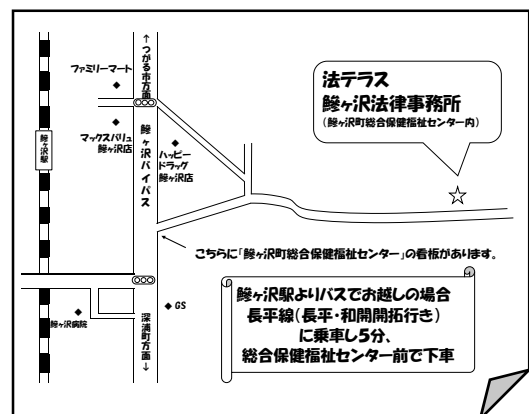 ↑つがる市方面
ファミリーマート
法テラス
鰺ヶ沢法律事務所
(鰺ヶ沢町総合保健福祉センター内)
鰺ヶ沢駅
マックスバリュ
鰺ヶ沢店
鰺ヶ沢バイパス
ハッピー
ドラッグ
鰺ヶ沢店
こちらに「鰺ヶ沢町総合保健福祉センター」の看板があります。
鰺ヶ沢駅よりバスでお越しの場合
長平線(長平・和開開拓行き)
に乗車し5分、
総合保健福祉センター前で下車
GS
鰺ヶ沢病院
深浦町方面↓